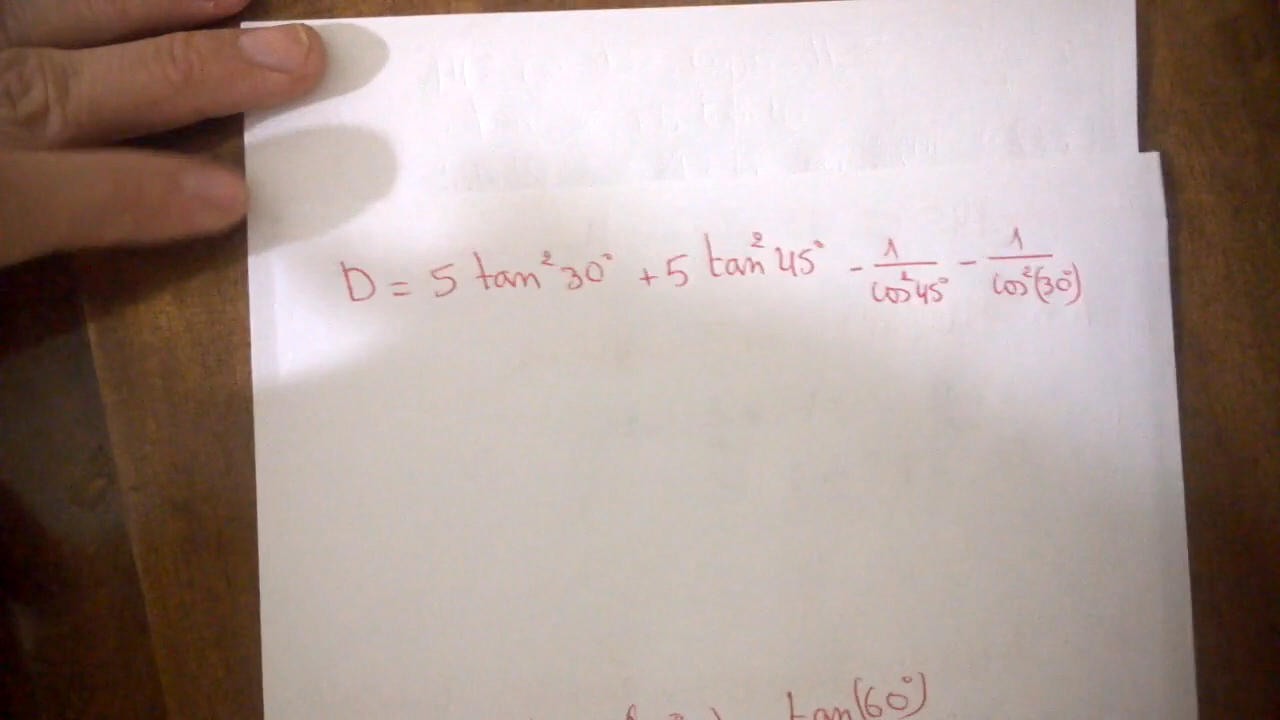 D = 5 tan²30° + 5 tan²45° - 1/cos²45° - 1/cos²(30°)
tan(60°)